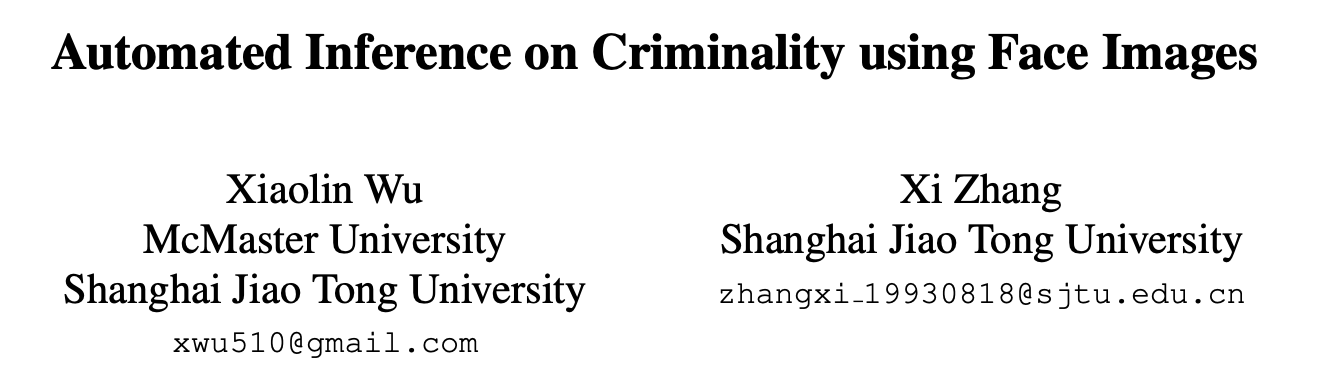 Automated Inference on Criminality using Face Images
Xiaolin Wu
McMaster University
Shanghai Jiao Tong University
xwu510@gmail.com
Xi Zhang
Shanghai Jiao Tong University
zhangxi_19930818@sjtu.edu.cn